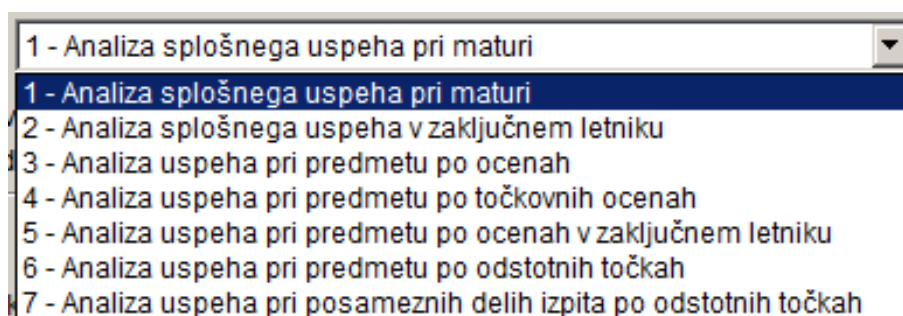 1 - Analiza splošnega uspeha pri maturi
1 - Analiza splošnega uspeha pri maturi
2 - Analiza splošnega uspeha v zaključnem letniku
3 - Analiza uspeha pri predmetu po ocenah
4 - Analiza uspeha pri predmetu po točkovnih ocenah
5 - Analiza uspeha pri predmetu po ocenah v zaključnem letniku
6 - Analiza uspeha pri predmetu po odstotnih točkah
7 - Analiza uspeha pri posameznih delih izpita po odstotnih točkah